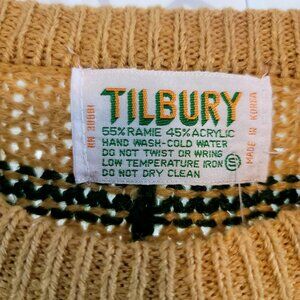 TILBURY
55% RAMIE 45% ACRYLIC
HAND WASH-COLD WATER
DO NOT TWIST OR WRING
LOW TEMPERATURE IRON
DO NOT DRY CLEAN
MADE IN KOREA
RN